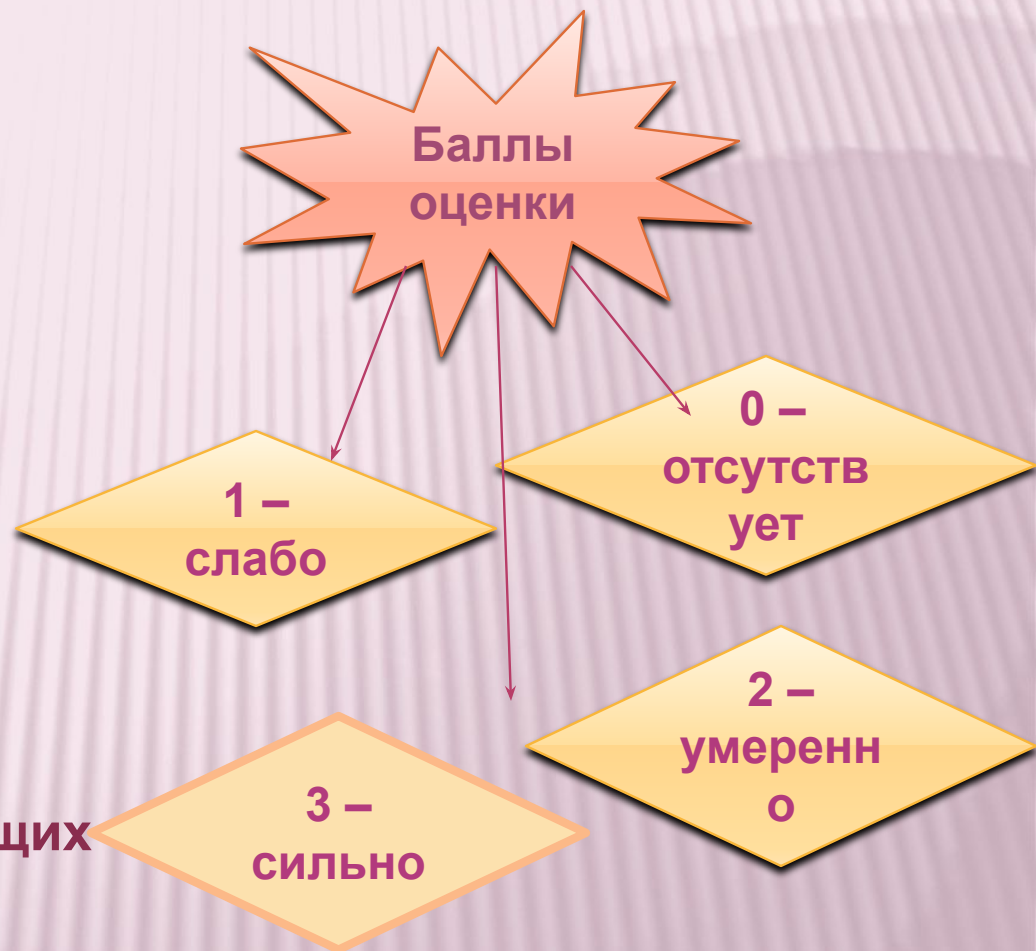 Баллы
оценки
0 –
отсутств
ует
1 –
слабо
2 –
умеренн
о
3 –
сильно
щих